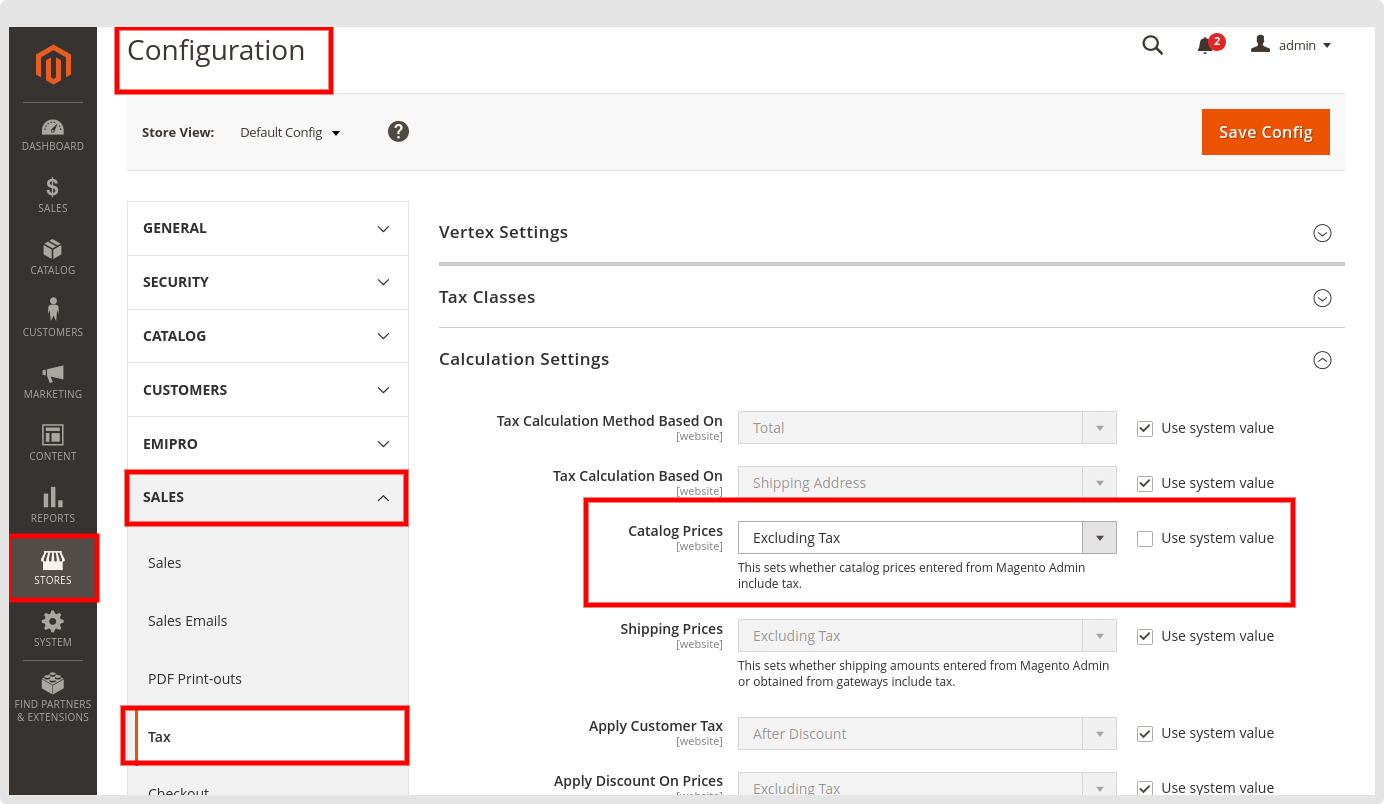 Configuration
2
admin
Store View:
Default Config
?
Save Config
DASHBOARD
$
SALES
CATALOG
CUSTOMERS
MARKETING
CONTENT
REPORTS
STORES
SYSTEM
FIND PARTNERS
& EXTENSIONS
GENERAL
SECURITY
CATALOG
CUSTOMERS
EMIPRO
SALES
Sales
Sales Emails
PDF Print-outs
Tax
Checkout
Vertex Settings
Tax Classes
Calculation Settings
Tax Calculation Method Based On
[website]
Total
Use system value
Tax Calculation Based On
[website]
Shipping Address
Use system value
Catalog Prices
[website]
Excluding Tax
Use system value
This sets whether catalog prices entered from Magento Admin
include tax.
Shipping Prices
[website]
Excluding Tax
Use system value
This sets whether shipping amounts entered from Magento Admin
or obtained from gateways include tax.
Apply Customer Tax
[website]
After Discount
Use system value
Apply Discount On Prices
[website]
Excluding Tax
Use system value